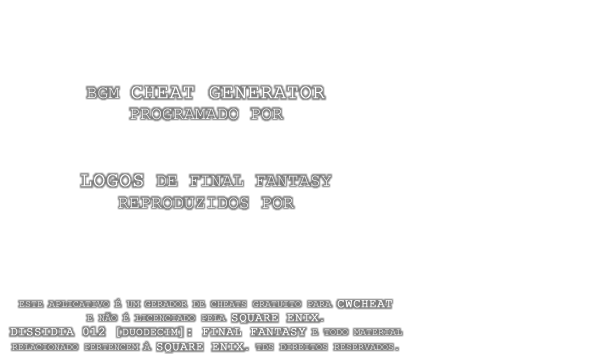 BGM CHEAT GENERATOR
PROGRAMADO POR
LOGOS DE FINAL FANTASY
REPRODUZIDOS POR
ESTE APLICATIVO É UM GERADOR DE CHEATS GRATUITO PARA CWCHEAT
E NÃO É LICENCIADO PELA SQUARE ENIX.
DISSIDIA 012 [DUODECIM]: FINAL FANTASY E TODO MATERIAL
RELACIONADO PERTENCEM À SQUARE ENIX. TDS DIREITOS RESERVADOS.